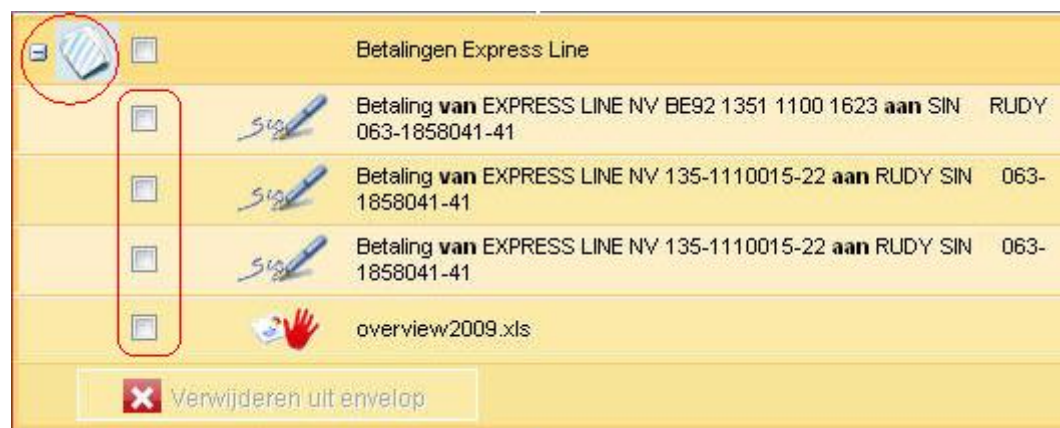 Betalingen Express Line
Betaling van EXPRESS LINE NV BE92 1351 1100 1623 aan SIN RUDY
063-1858041-41
Betaling van EXPRESS LINE NV 135-1110015-22 aan RUDY SIN 063-
1858041-41
Betaling van EXPRESS LINE NV 135-1110015-22 aan RUDY SIN 063-
1858041-41
overview2009.xls
Verwijderen uit envelop